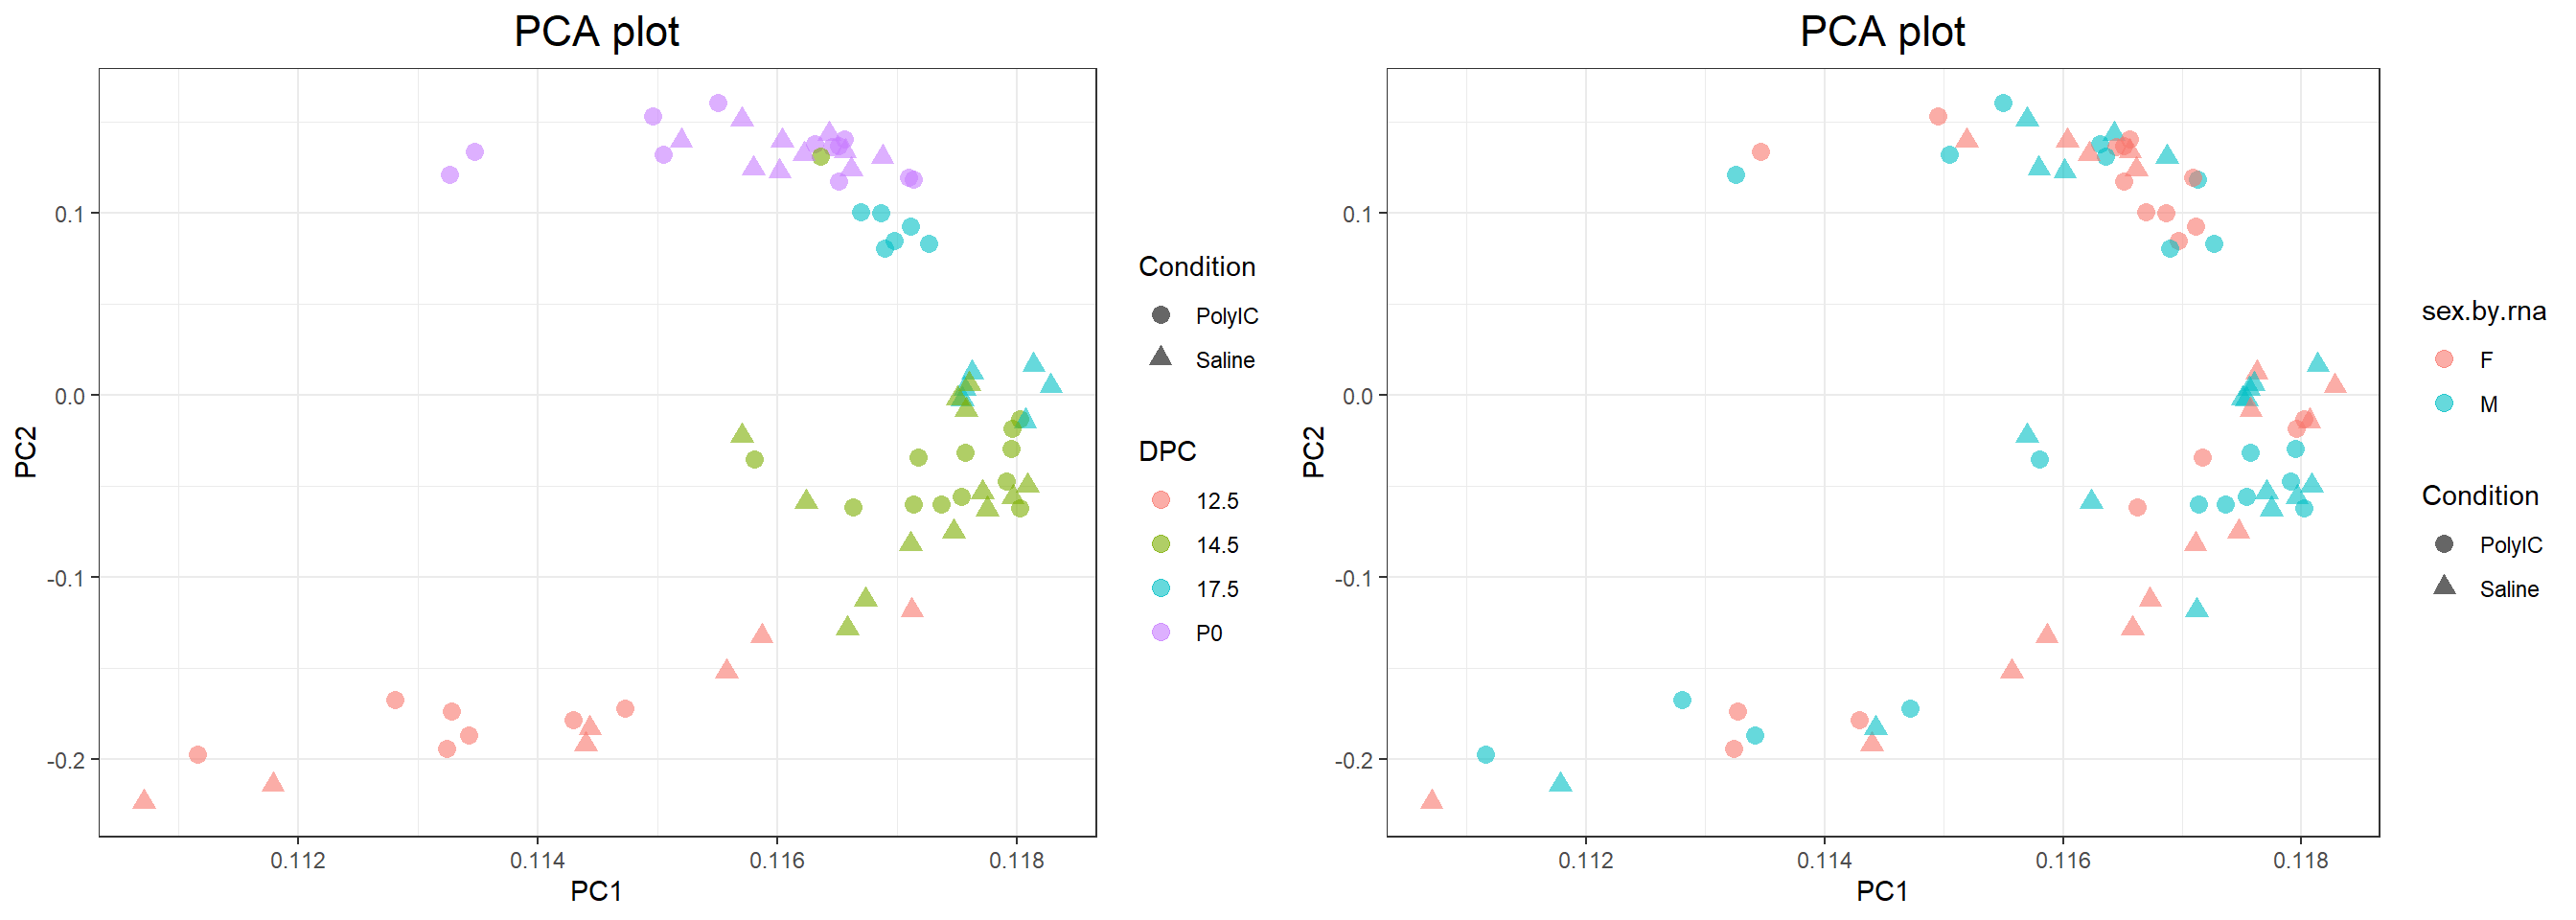 PCA plot
0.1
0.0
-0.1
-0.2
PC2
0.112
0.114
0.116
0.118
PC1
Condition
PolyIC
Saline
DPC
12.5
14.5
17.5
P0
PCA plot
0.1
0.0
-0.1
-0.2
PC2
0.112
0.114
0.116
0.118
PC1
sex.by.rna
F
M
Condition
PolyIC
Saline